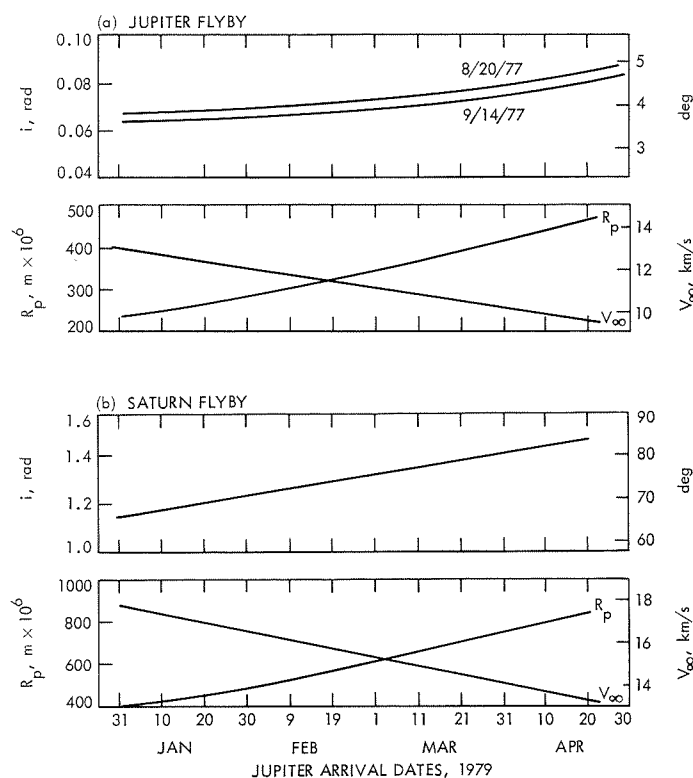 (a) JUPITER FLYBY
0.10
0.08
0.06
0.04
i, rad
8/20/77
9/14/77
5
4
3
deg
500
400
300
200
R_p, m × 10^6
R_p
V_∞
14
12
10
V_∞, km/s
(b) SATURN FLYBY
1.6
1.4
1.2
1.0
i, rad
90
80
70
60
deg
1000
800
600
400
R_p, m × 10^6
R_p
V_∞
18
16
14
V_∞, km/s
31 10 20 30 9 19 1 11 21 31 10 20 30
JAN FEB MAR APR
JUPITER ARRIVAL DATES, 1979